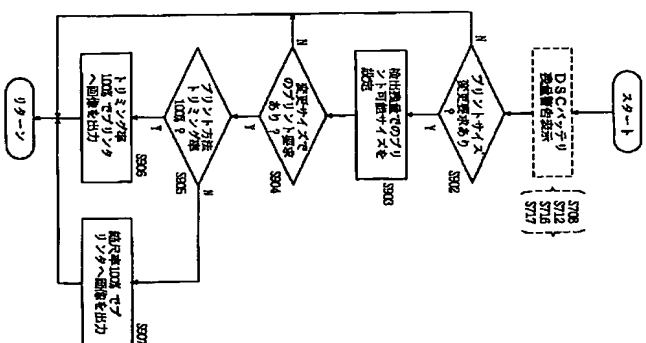 スタート
DSCバッテリ
残量警告表示
S708
S712
S716
S717
プリントサイズ
変更要求あり
?
S902
Y
N
検出残量でのプリ
ント可能サイズを
設定
S903
変更サイズで
のプリント要求
あり?
S904
Y
N
プリント方法
トリミング率
100%?
S905
Y
N
トリミング率
100%でプリンタ
へ画像を出力
S906
縮尺率100%でプ
リンタへ画像を出力
S907
リターン